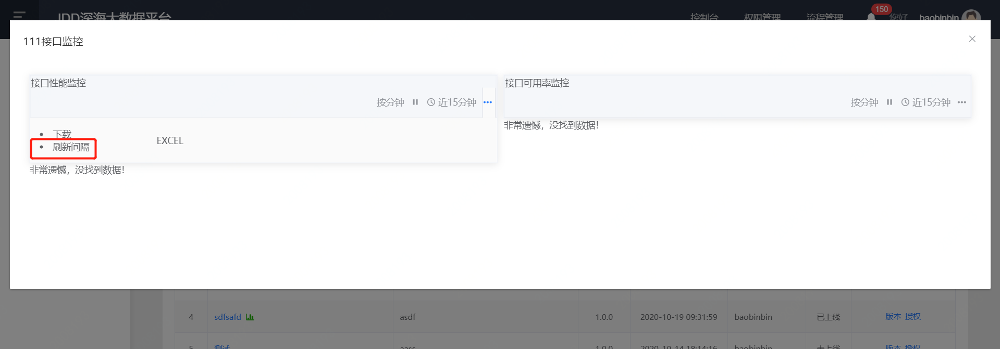 JDD深海大数据平台
控制台 权限管理 流程管理 150 您好 baobinbin
111接口监控
接口性能监控
按分钟 近15分钟
下载
刷新间隔
EXCEL
非常遗憾，没找到数据！
接口可用率监控
按分钟 近15分钟
非常遗憾，没找到数据！
4 sdfsafd asdf 1.0.0 2020-10-19 09:31:59 baobinbin 已上线 版本 授权
5 测试 1.0.0 2020-10-14 18:14:16 baobinbin 未上线 版本 授权